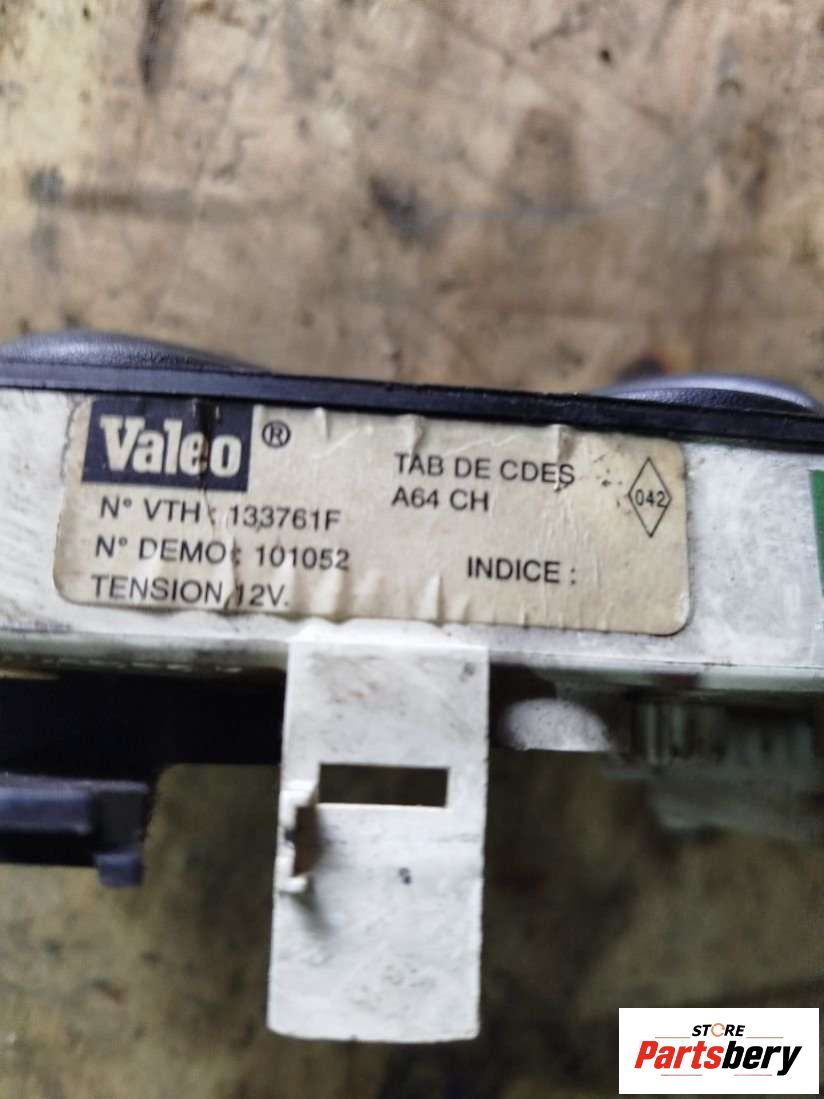 Valeo ®
TAB DE CDES
A64 CH
042
N° VTH : 133761F
N° DEMO : 101052
INDICE :
TENSION 12V.
STORE
Partsbery